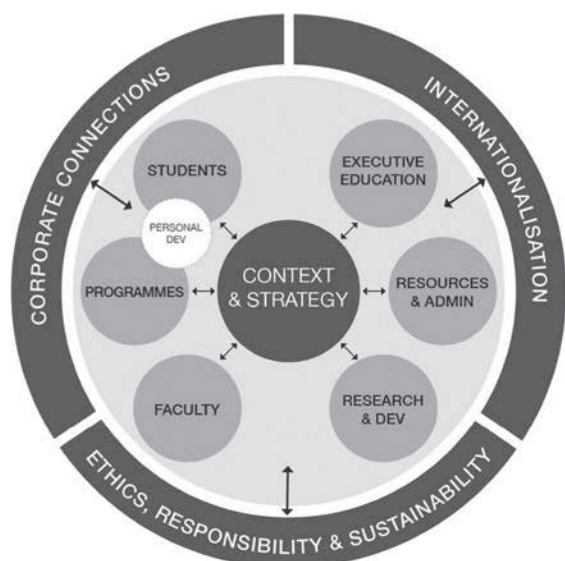 CORPORATE CONNECTIONS
INTERNATIONALISATION
STUDENTS
EXECUTIVE
EDUCATION
PERSONAL
DEV
PROGRAMMES
CONTEXT
& STRATEGY
RESOURCES
& ADMIN
FACULTY
RESEARCH
& DEV
ETHICS, RESPONSIBILITY & SUSTAINABILITY